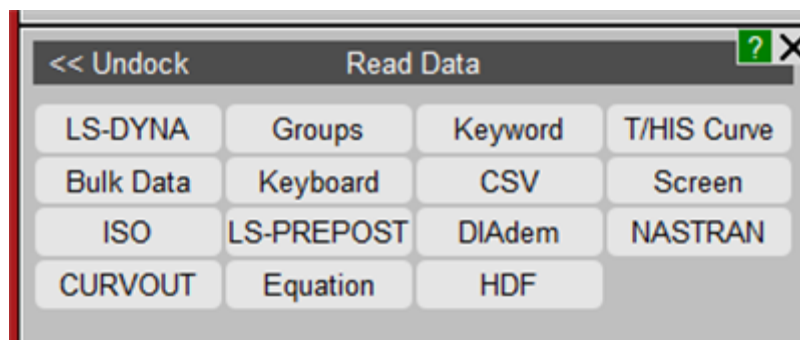 << Undock Read Data ? X
LS-DYNA Groups Keyword T/HIS Curve
Bulk Data Keyboard CSV Screen
ISO LS-PREPOST DIAdem NASTRAN
CURVOUT Equation HDF